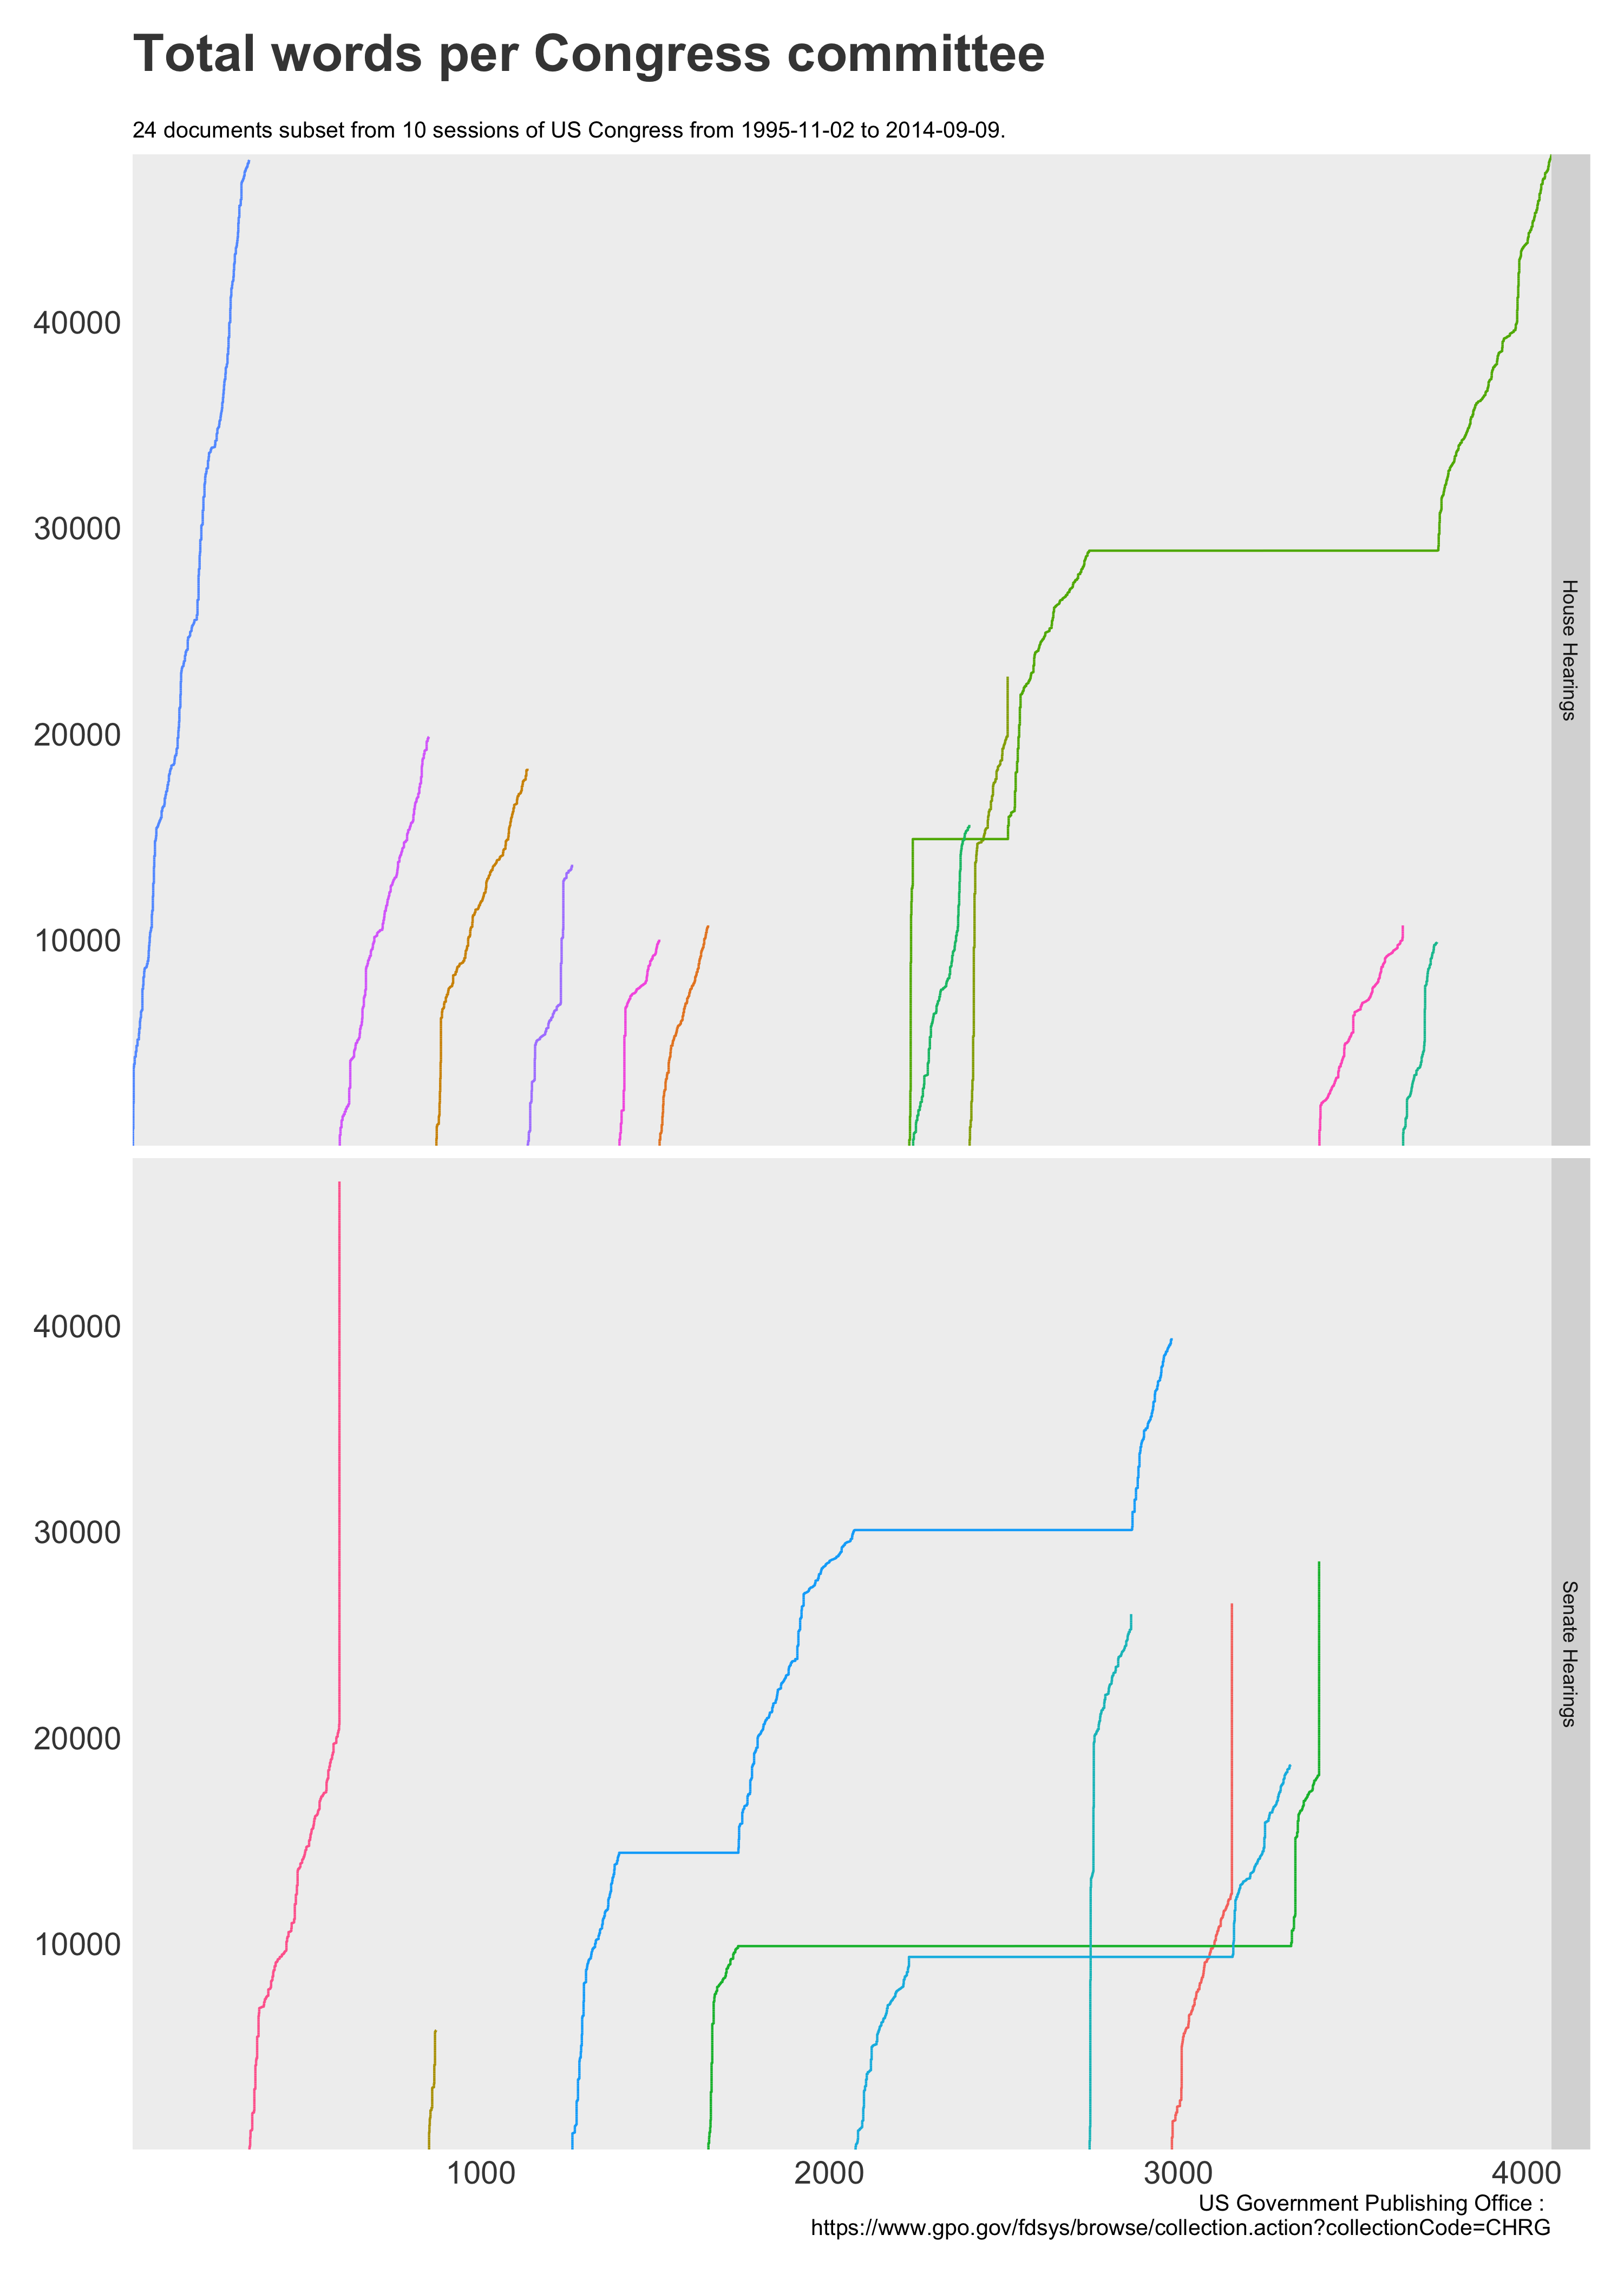 Total words per Congress committee
24 documents subset from 10 sessions of US Congress from 1995-11-02 to 2014-09-09.
40000
30000
20000
10000
House Hearings
40000
30000
20000
10000
Senate Hearings
1000 2000 3000 4000
US Government Publishing Office :
https://www.gpo.gov/fdsys/browse/collection.action?collectionCode=CHRG